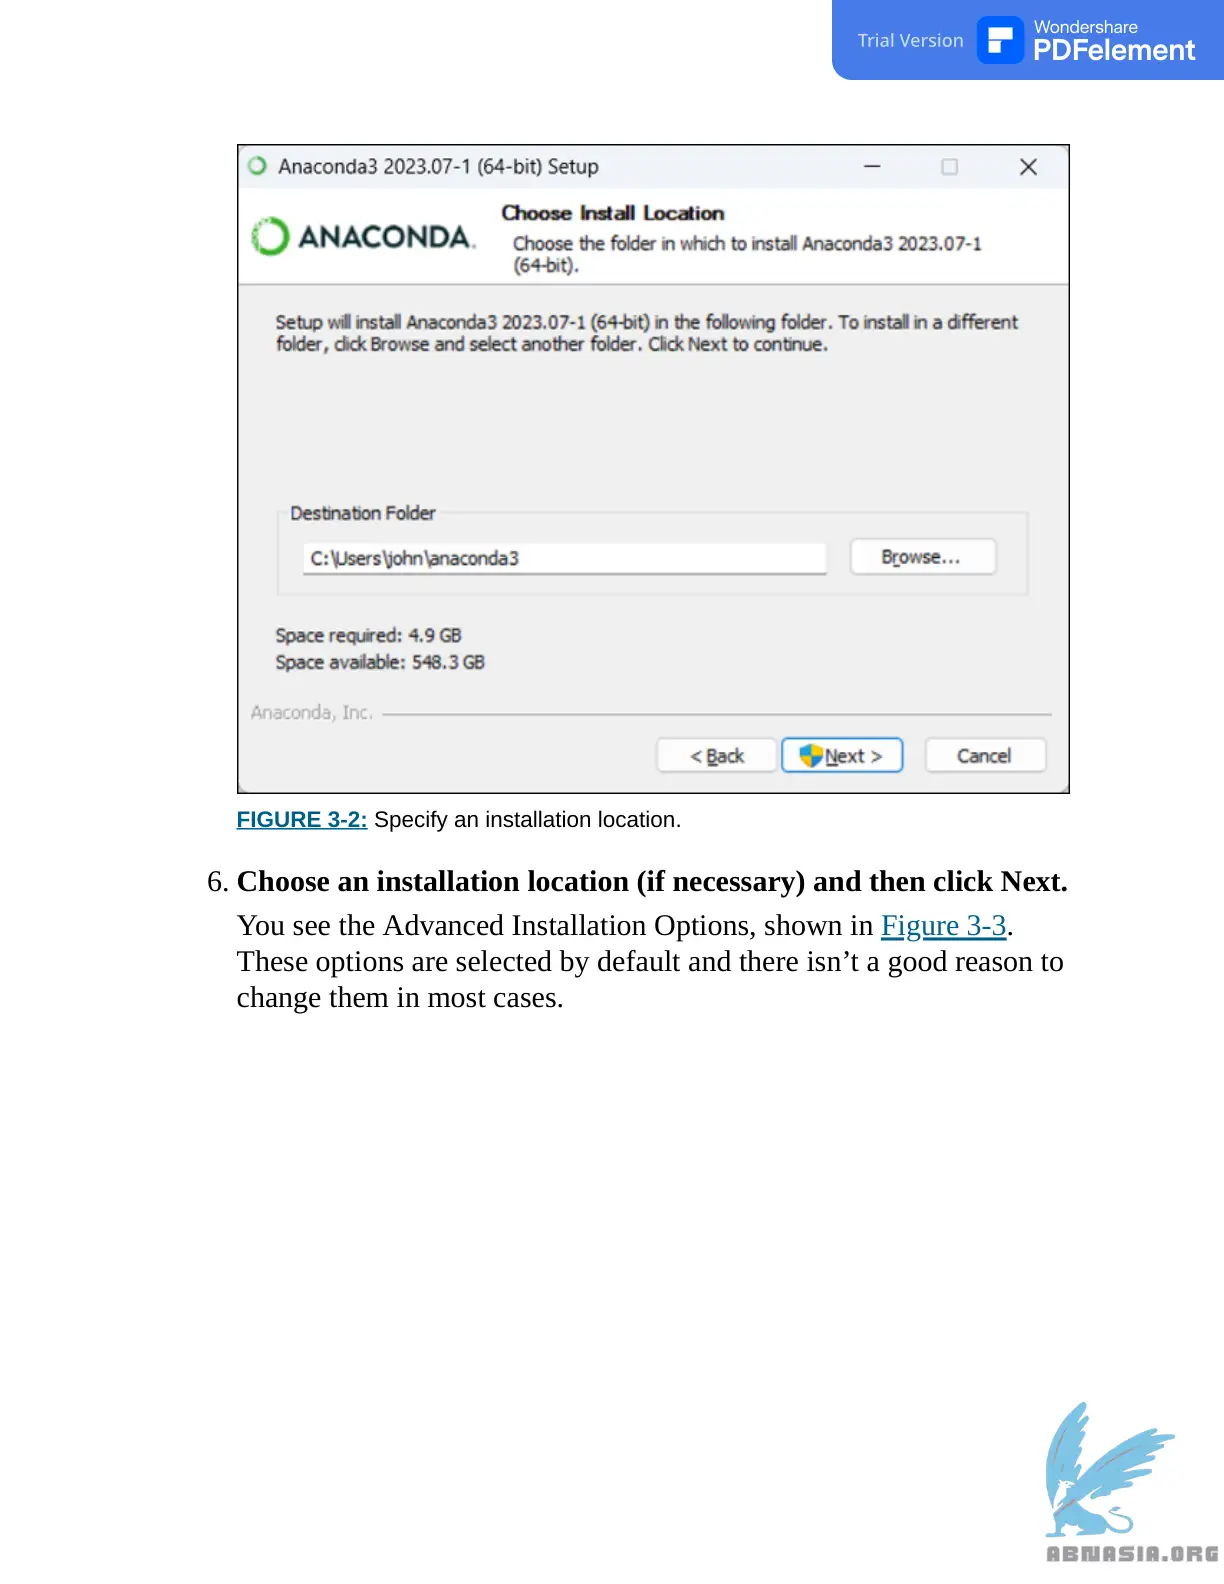 Trial Version
Wondershare
PDFelement
Anaconda3 2023.07-1 (64-bit) Setup
Choose Install Location
ANACONDA.
Choose the folder in which to install Anaconda3 2023.07-1
(64-bit).
Setup will install Anaconda3 2023.07-1 (64-bit) in the following folder. To install in a different
folder, click Browse and select another folder. Click Next to continue.
Destination Folder
C:\Users\john\anaconda3
Browse...
Space required: 4.9 GB
Space available: 548.3 GB
Anaconda, Inc.
< Back
Next >
Cancel
FIGURE 3-2: Specify an installation location.
6. Choose an installation location (if necessary) and then click Next.
You see the Advanced Installation Options, shown in Figure 3-3.
These options are selected by default and there isn’t a good reason to
change them in most cases.
ABNASIA.ORG